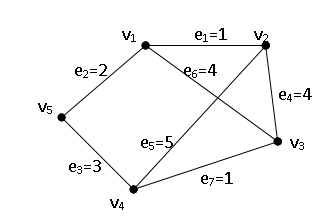 v₁
e₁=1
v₂
e₂=2
e₆=4
e₄=4
v₅
e₅=5
v₃
e₃=3
e₇=1
v₄